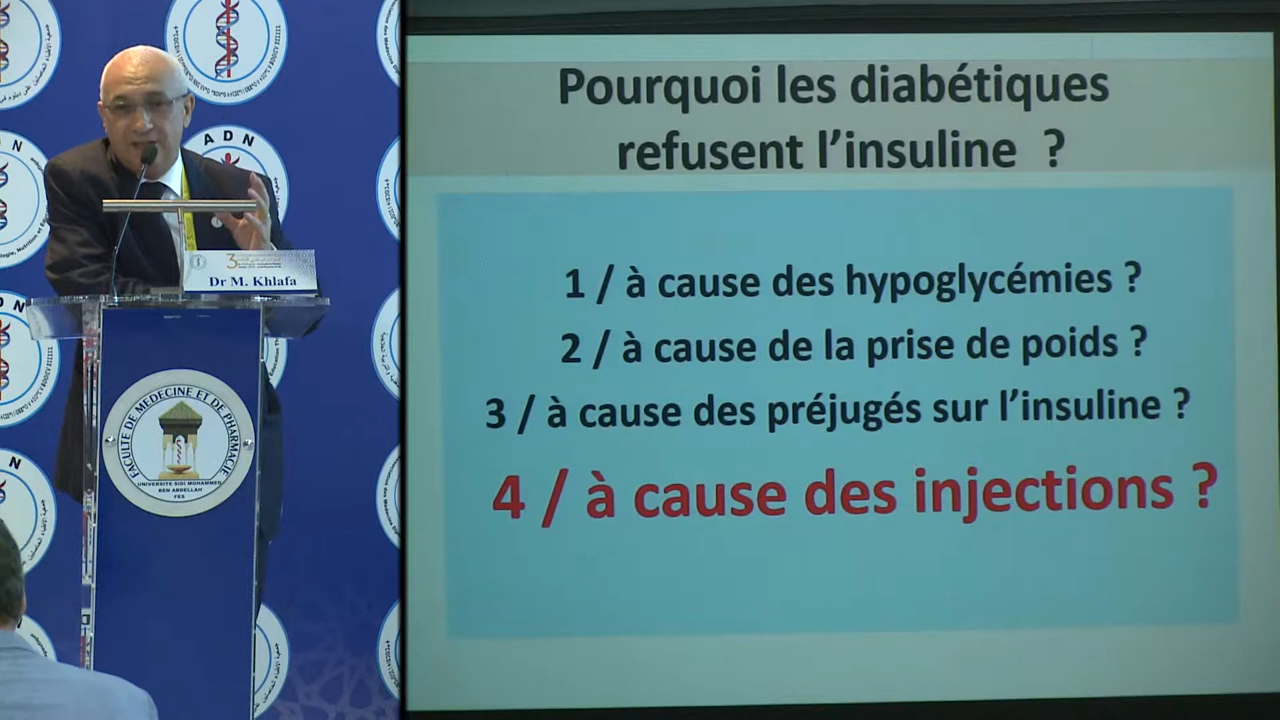 Pourquoi les diabétiques
refusent l'insuline ?
1 / à cause des hypoglycémies ?
2 / à cause de la prise de poids ?
3 / à cause des préjugés sur l'insuline ?
4 / à cause des injections ?
Dr M. Khlafa
FACULTE DE MEDECINE ET DE PHARMACIE
UNIVERSITE SIDI MOHAMMED
BEN ABDELLAH
FES
ADN